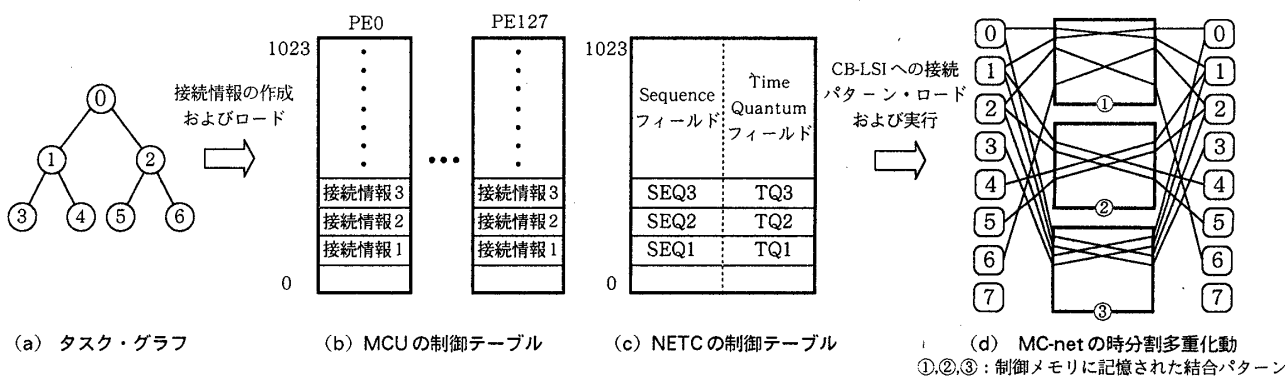 0
1
2
3
4
5
6
(a) タスク・グラフ
接続情報の作成
およびロード
PE0
PE127
1023
0
接続情報3
接続情報2
接続情報1
接続情報3
接続情報2
接続情報1
(b) MCUの制御テーブル
1023
0
Sequence
フィールド
Time
Quantum
フィールド
SEQ3 TQ3
SEQ2 TQ2
SEQ1 TQ1
(c) NETCの制御テーブル
CB-LSIへの接続
パターン・ロード
および実行
0 0
1 1
2 2
3 3
4 4
5 5
6 6
7 7
①
②
③
(d) MC-netの時分割多重化動
①,②,③:制御メモリに記憶された結合パターン